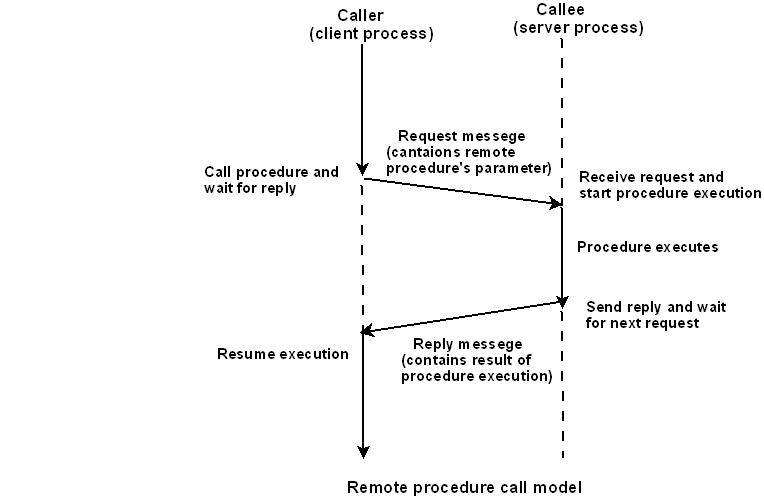 Caller
(client process)
Callee
(server process)
Request messege
(cantaions remote
procedure's parameter)
Call procedure and
wait for reply
Receive request and
start procedure execution
Procedure executes
Send reply and wait
for next request
Reply messege
(contains result of
procedure execution)
Resume execution
Remote procedure call model